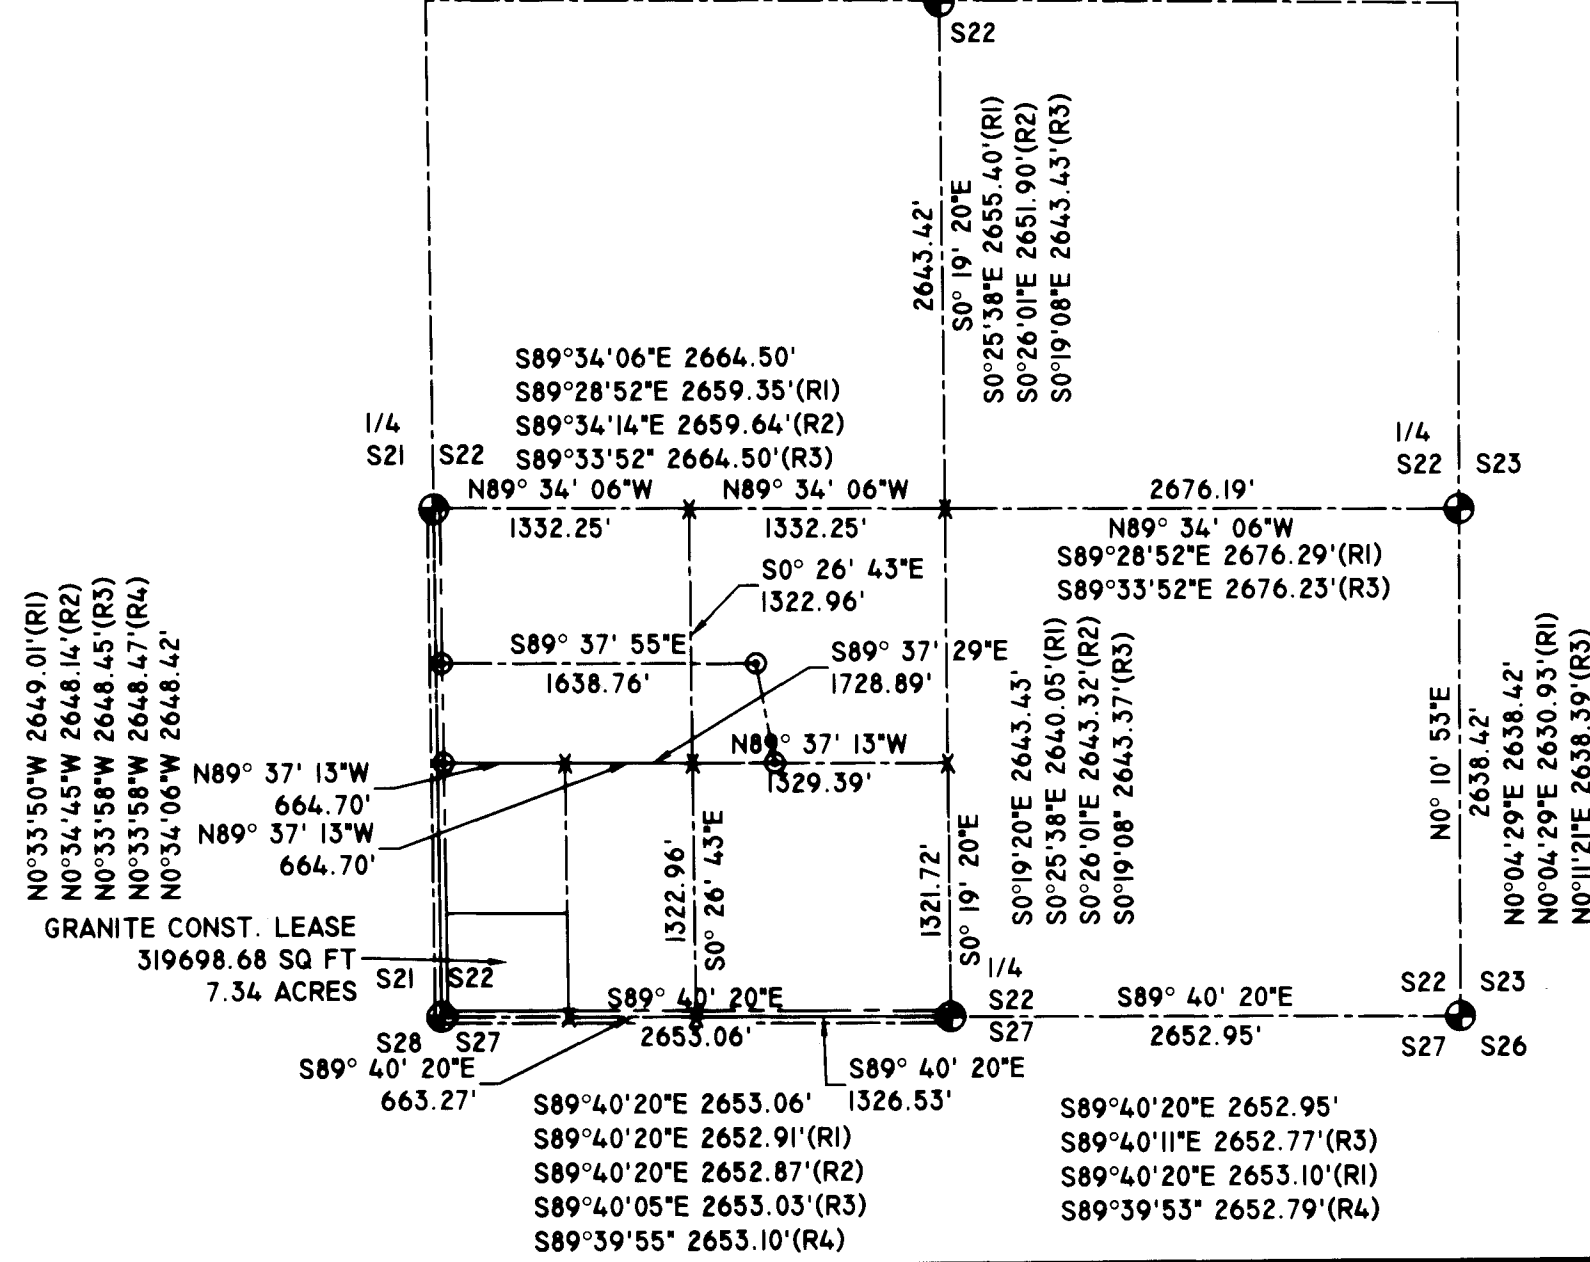 S22
2643.42'
S0° 19' 20"E
S0°25'38"E 2655.40'(R1)
S0°26'01"E 2651.90'(R2)
S0°19'08"E 2643.43'(R3)
S89°34'06"E 2664.50'
S89°28'52"E 2659.35'(R1)
S89°34'14"E 2659.64'(R2)
S89°33'52" 2664.50'(R3)
1/4
S21 S22
1/4
S22 S23
N89° 34' 06"W
1332.25'
N89° 34' 06"W
1332.25'
2676.19'
N89° 34' 06"W
S89°28'52"E 2676.29'(R1)
S89°33'52"E 2676.23'(R3)
S0° 26' 43"E
1322.96'
S89° 37' 55"E
1638.76'
S89° 37' 29"E
1728.89'
N0°33'50"W 2649.01'(R1)
N0°34'45"W 2648.14'(R2)
N0°33'58"W 2648.45'(R3)
N0°33'58"W 2648.47'(R4)
N0°34'06"W 2648.42'
N89° 37' 13"W
664.70'
N89° 37' 13"W
664.70'
N89° 37' 13"W
1329.39'
1322.96'
S0° 26' 43"E
1321.72'
S0° 19' 20"E
S0°19'20"E 2643.43'
S0°25'38"E 2640.05'(R1)
S0°26'01"E 2643.32'(R2)
S0°19'08" 2643.37'(R3)
N0° 10' 53"E
2638.42'
N0°04'29"E 2638.42'
N0°04'29"E 2630.93'(R1)
N0°11'21"E 2638.39'(R3)
GRANITE CONST. LEASE
319698.68 SQ FT
7.34 ACRES
S21 S22
S28 S27
S89° 40' 20"E
2653.06'
1/4
S22
S27
S89° 40' 20"E
2652.95'
S22 S23
S27 S26
S89° 40' 20"E
663.27'
S89° 40' 20"E
1326.53'
S89°40'20"E 2653.06'
S89°40'20"E 2652.91'(R1)
S89°40'20"E 2652.87'(R2)
S89°40'05"E 2653.03'(R3)
S89°39'55" 2653.10'(R4)
S89°40'20"E 2652.95'
S89°40'11"E 2652.77'(R3)
S89°40'20"E 2653.10'(R1)
S89°39'53" 2652.79'(R4)